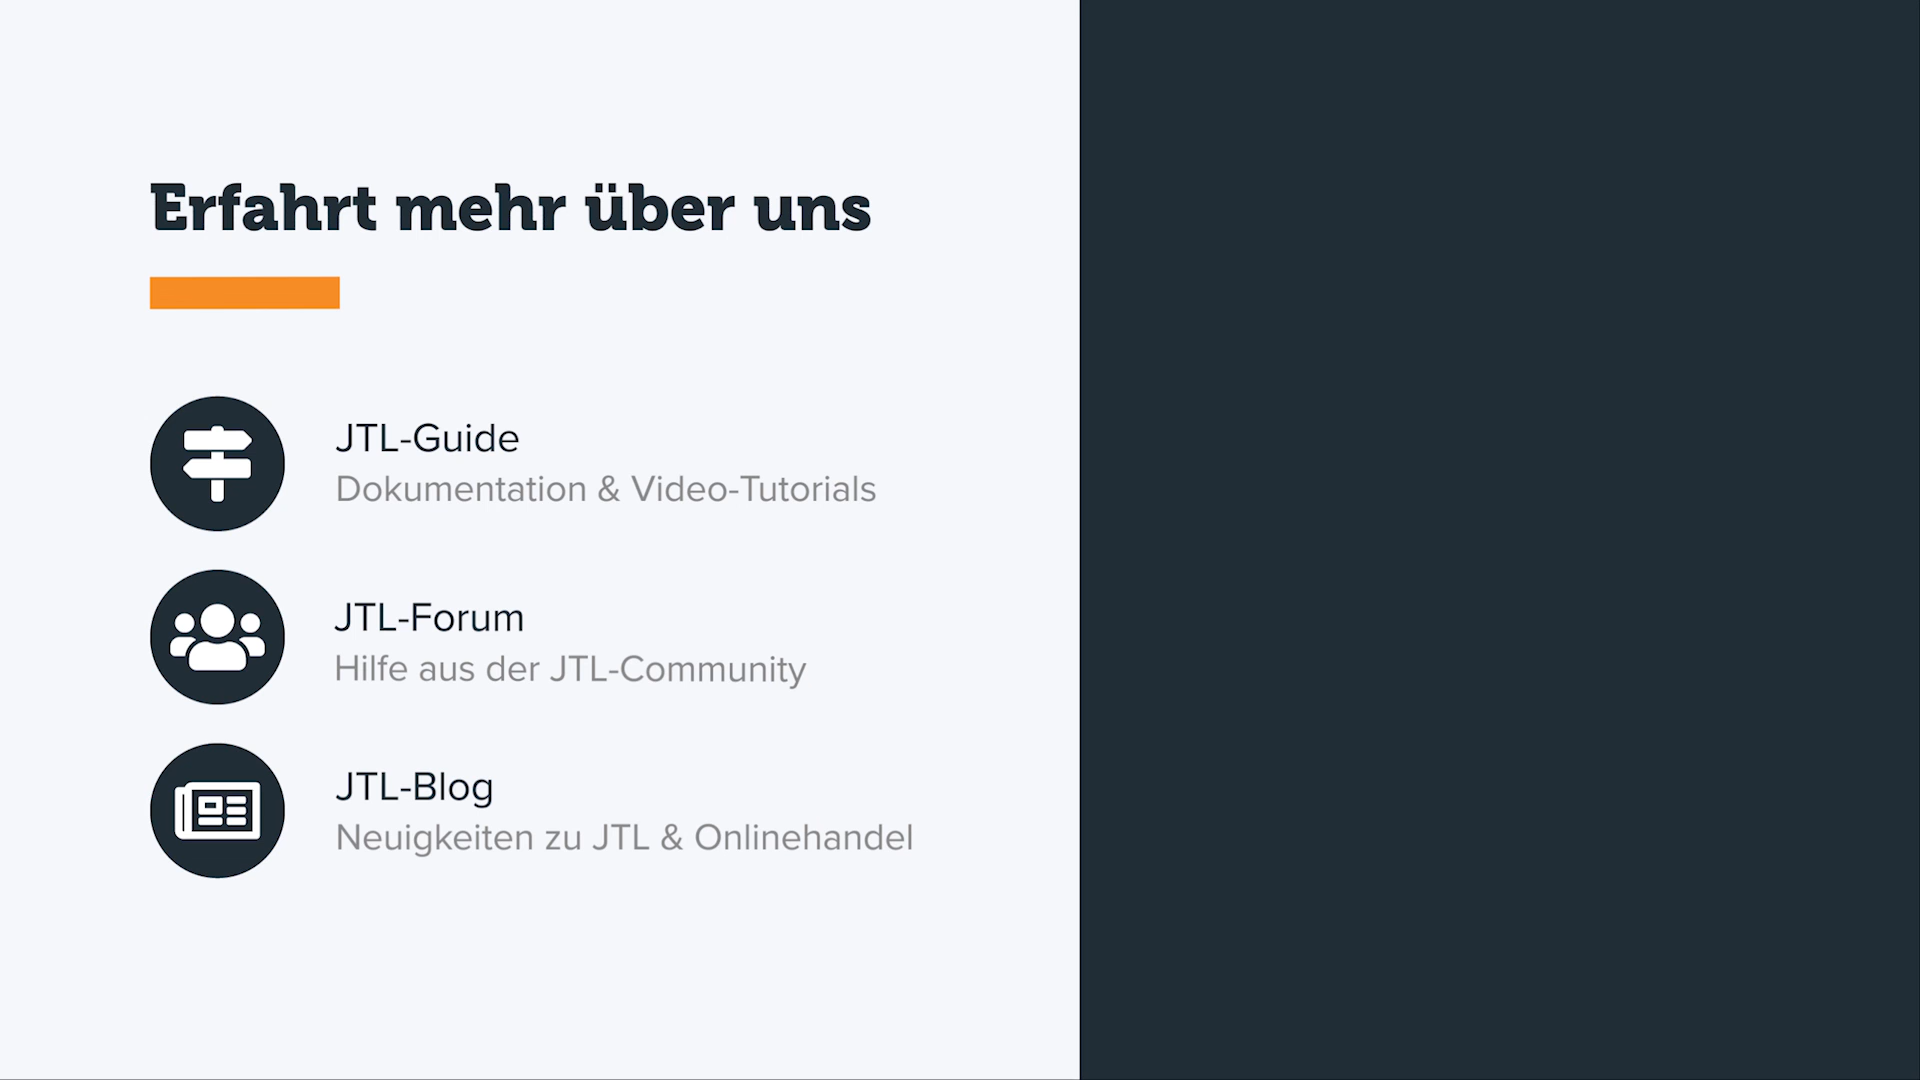 Erfahrt mehr über uns
JTL-Guide
Dokumentation & Video-Tutorials
JTL-Forum
Hilfe aus der JTL-Community
JTL-Blog
Neuigkeiten zu JTL & Onlinehandel